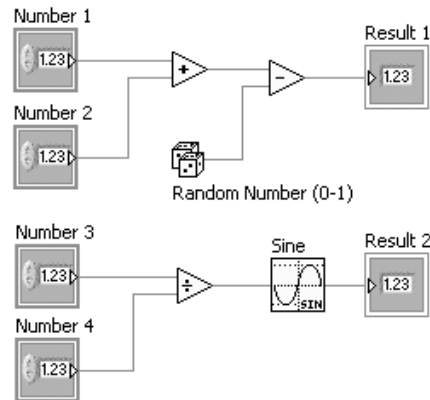 Number 1
1.23
+
-
Result 1
1.23
Number 2
1.23
Random Number (0-1)
Number 3
1.23
÷
Sine
SIN
Result 2
1.23
Number 4
1.23